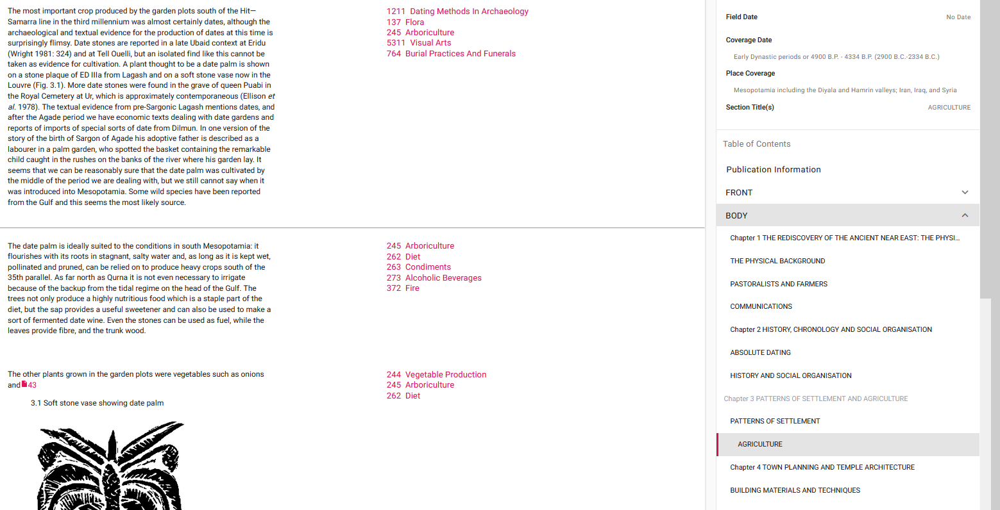 The most important crop produced by the garden plots south of the Hit—
Samarra line in the third millennium was almost certainly dates, although the
archaeological and textual evidence for the production of dates at this time is
surprisingly flimsy. Date stones are reported in a late Ubaid context at Eridu
(Wright 1981: 324) and at Tell Ouelli, but an isolated find like this cannot be
taken as evidence for cultivation. A plant thought to be a date palm is shown
on a stone plaque of ED IIIa from Lagash and on a soft stone vase now in the
Louvre (Fig. 3.1). More date stones were found in the grave of queen Puabi in
the Royal Cemetery at Ur, which is approximately contemporaneous (Ellison et
al. 1978). The textual evidence from pre-Sargonic Lagash mentions dates, and
after the Agade period we have economic texts dealing with date gardens and
reports of imports of special sorts of date from Dilmun. In one version of the
story of the birth of Sargon of Agade his adoptive father is described as a
labourer in a palm garden, who spotted the basket containing the remarkable
child caught in the rushes on the banks of the river where his garden lay. It
seems that we can be reasonably sure that the date palm was cultivated by
the middle of the period we are dealing with, but we still cannot say when it
was introduced into Mesopotamia. Some wild species have been reported
from the Gulf and this seems the most likely source.
1211 Dating Methods In Archaeology
137 Flora
245 Arboriculture
5311 Visual Arts
764 Burial Practices And Funerals
The date palm is ideally suited to the conditions in south Mesopotamia: it
flourishes with its roots in stagnant, salty water and, as long as it is kept wet,
pollinated and pruned, can be relied on to produce heavy crops south of the
35th parallel. As far north as Qurna it is not even necessary to irrigate
because of the backup from the tidal regime on the head of the Gulf. The
trees not only produce a highly nutritious food which is a staple part of the
diet, but the sap provides a useful sweetener and can also be used to make a
sort of fermented date wine. Even the stones can be used as fuel, while the
leaves provide fibre, and the trunk wood.
245 Arboriculture
262 Diet
263 Condiments
273 Alcoholic Beverages
372 Fire
The other plants grown in the garden plots were vegetables such as onions
and 43
244 Vegetable Production
245 Arboriculture
262 Diet
3.1 Soft stone vase showing date palm
Field Date No Date
Coverage Date
Early Dynastic periods or 4900 B.P. - 4334 B.P. (2900 B.C.-2334 B.C.)
Place Coverage
Mesopotamia including the Diyala and Hamrin valleys; Iran, Iraq, and Syria
Section Title(s) AGRICULTURE
Table of Contents
Publication Information
FRONT
BODY
Chapter 1 THE REDISCOVERY OF THE ANCIENT NEAR EAST: THE PHYSI...
THE PHYSICAL BACKGROUND
PASTORALISTS AND FARMERS
COMMUNICATIONS
Chapter 2 HISTORY, CHRONOLOGY AND SOCIAL ORGANISATION
ABSOLUTE DATING
HISTORY AND SOCIAL ORGANISATION
Chapter 3 PATTERNS OF SETTLEMENT AND AGRICULTURE
PATTERNS OF SETTLEMENT
AGRICULTURE
Chapter 4 TOWN PLANNING AND TEMPLE ARCHITECTURE
BUILDING MATERIALS AND TECHNIQUES